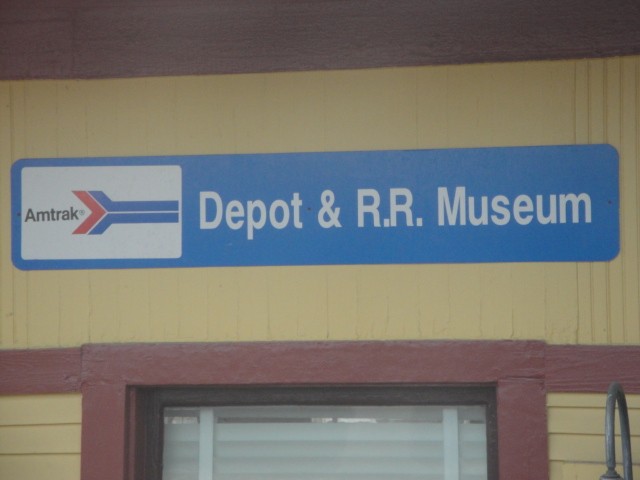 Amtrak® Depot & R.R. Museum